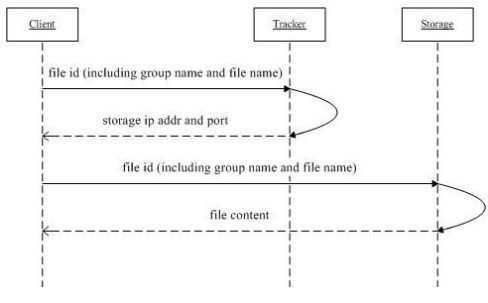 Client
Tracker
Storage
file id (including group name and file name)
storage ip addr and port
file id (including group name and file name)
file content